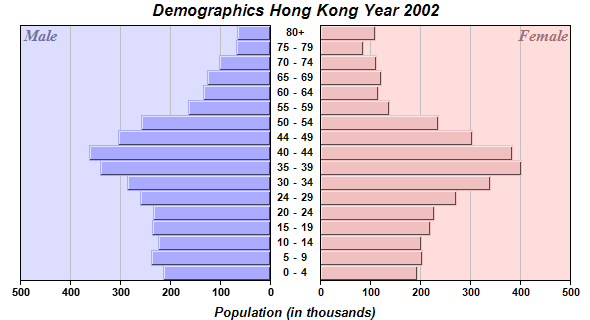 Demographics Hong Kong Year 2002
Male
Female
80+
75 - 79
70 - 74
65 - 69
60 - 64
55 - 59
50 - 54
44 - 49
40 - 44
35 - 39
30 - 34
24 - 29
20 - 24
15 - 19
10 - 14
5 - 9
0 - 4
500 400 300 200 100 0 0 100 200 300 400 500
Population (in thousands)